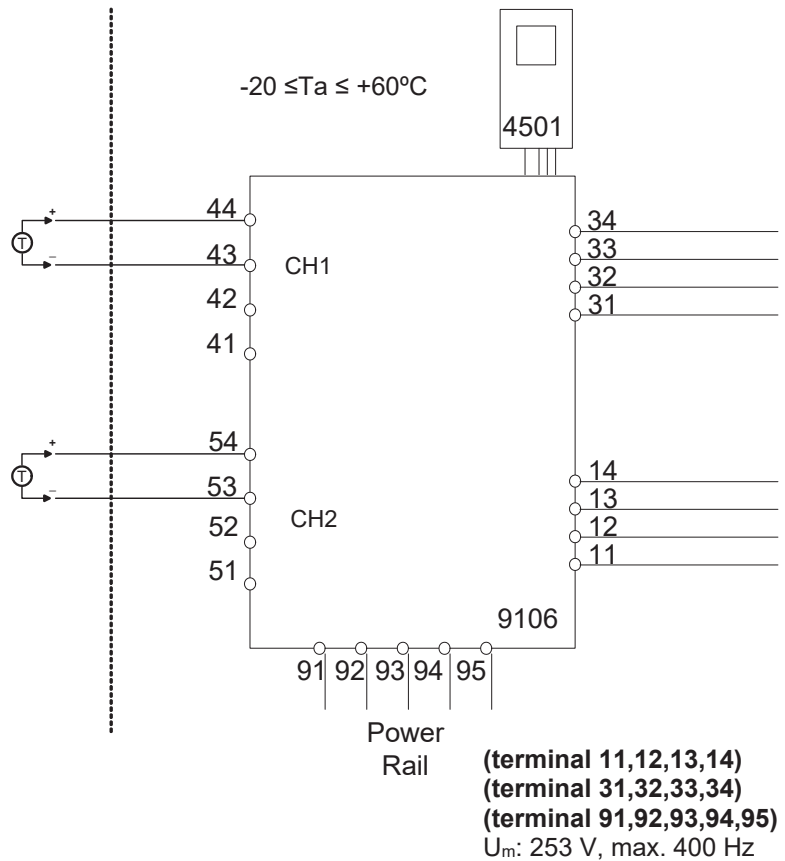 -20 ≤Ta ≤ +60ºC
4501
+
T
–
44
43
42
41
CH1
34
33
32
31
+
T
–
54
53
52
51
CH2
14
13
12
11
9106
91 92 93 94 95
Power
Rail
(terminal 11,12,13,14)
(terminal 31,32,33,34)
(terminal 91,92,93,94,95)
Um: 253 V, max. 400 Hz